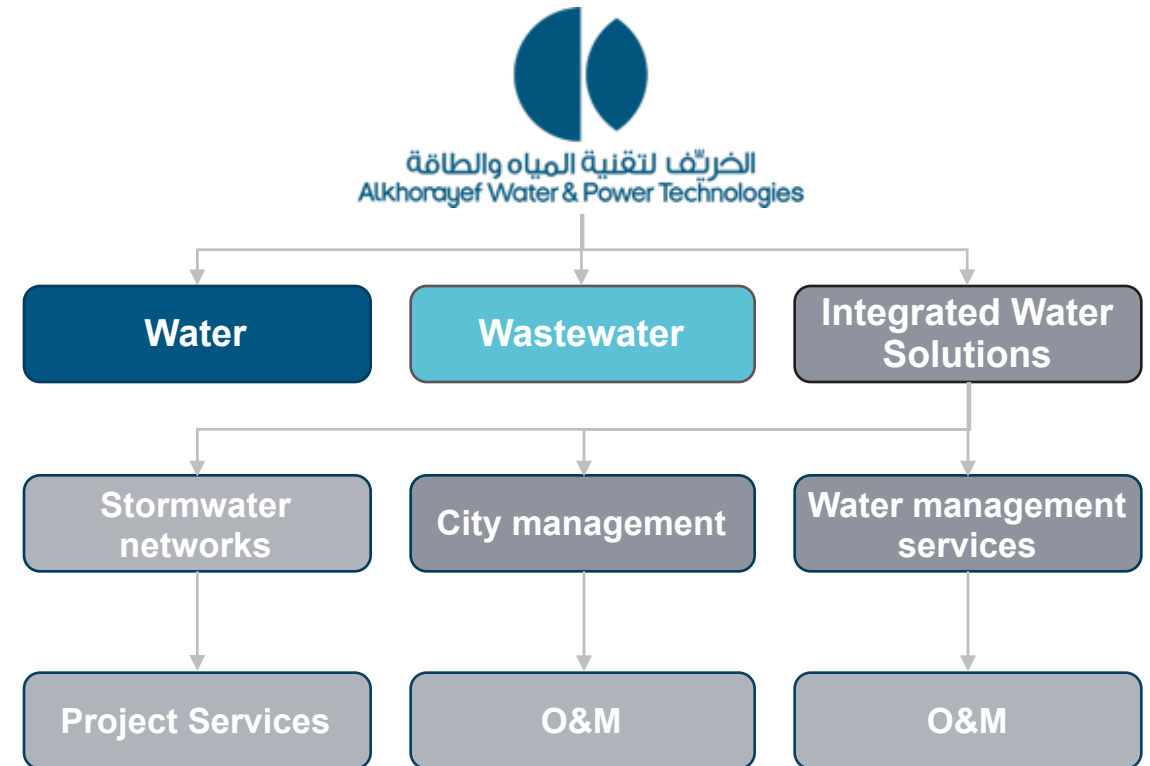 الخريّف لتقنية المياه والطاقة
Alkhorayef Water & Power Technologies
Water
Wastewater
Integrated Water
Solutions
Stormwater
networks
City management
Water management
services
Project Services
O&M
O&M